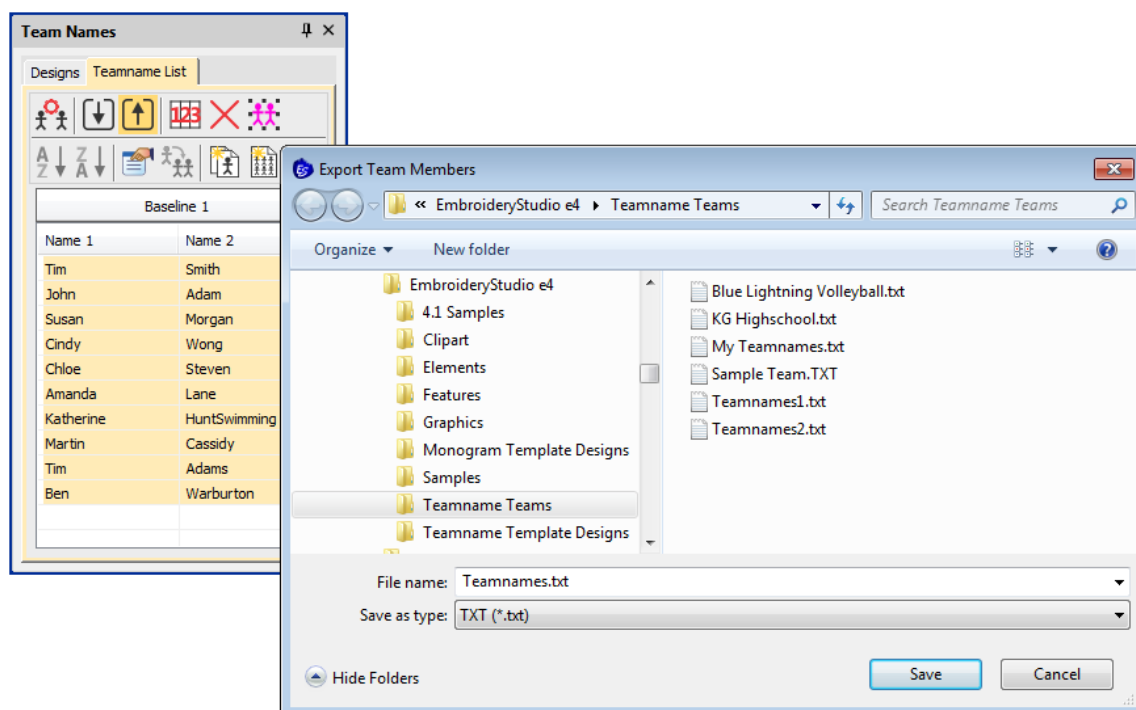 Team Names
Designs Teamname List
123
A Z Z A
Baseline 1
Name 1 Name 2
Tim Smith
John Adam
Susan Morgan
Cindy Wong
Chloe Steven
Amanda Lane
Katherine HuntSwimming
Martin Cassidy
Tim Adams
Ben Warburton
Export Team Members
« EmbroideryStudio e4 Teamname Teams Search Teamname Teams
Organize New folder
EmbroideryStudio e4
4.1 Samples
Clipart
Elements
Features
Graphics
Monogram Template Designs
Samples
Teamname Teams
Teamname Template Designs
Blue Lightning Volleyball.txt
KG Highschool.txt
My Teamnames.txt
Sample Team.TXT
Teamnames1.txt
Teamnames2.txt
File name: Teamnames.txt
Save as type: TXT (*.txt)
Hide Folders Save Cancel